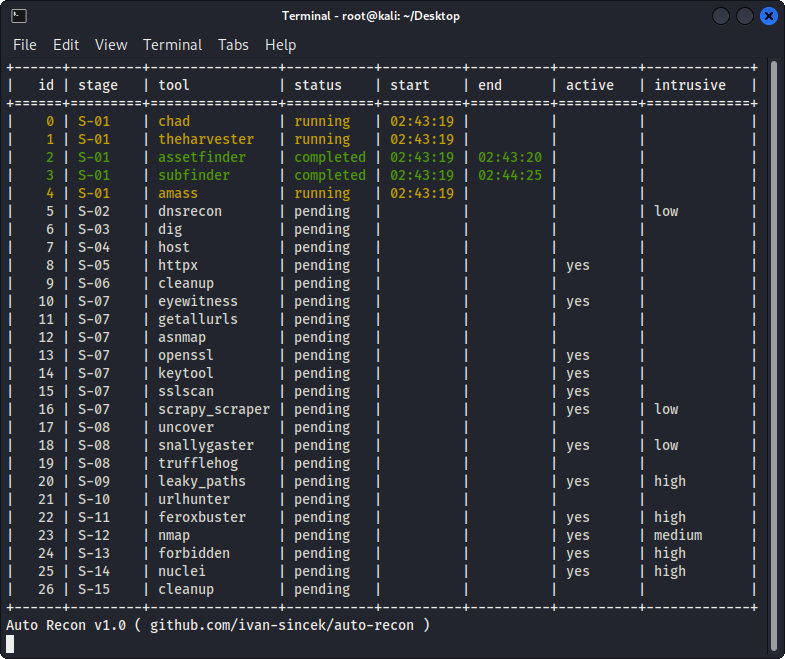 Terminal - root@kali: ~/Desktop
File Edit View Terminal Tabs Help
+------+---------+----------------+-----------+----------+----------+----------+-------------+
|   id | stage   | tool           | status    | start    | end      | active   | intrusive   |
+======+=========+================+===========+==========+==========+==========+=============+
|    0 | S-01    | chad           | running   | 02:43:19 |          |          |             |
|    1 | S-01    | theharvester   | running   | 02:43:19 |          |          |             |
|    2 | S-01    | assetfinder    | completed | 02:43:19 | 02:43:20 |          |             |
|    3 | S-01    | subfinder      | completed | 02:43:19 | 02:44:25 |          |             |
|    4 | S-01    | amass          | running   | 02:43:19 |          |          |             |
|    5 | S-02    | dnsrecon       | pending   |          |          |          | low         |
|    6 | S-03    | dig            | pending   |          |          |          |             |
|    7 | S-04    | host           | pending   |          |          |          |             |
|    8 | S-05    | httpx          | pending   |          |          | yes      |             |
|    9 | S-06    | cleanup        | pending   |          |          |          |             |
|   10 | S-07    | eyewitness     | pending   |          |          | yes      |             |
|   11 | S-07    | getallurls     | pending   |          |          |          |             |
|   12 | S-07    | asnmap         | pending   |          |          |          |             |
|   13 | S-07    | openssl        | pending   |          |          | yes      |             |
|   14 | S-07    | keytool        | pending   |          |          | yes      |             |
|   15 | S-07    | sslscan        | pending   |          |          | yes      |             |
|   16 | S-07    | scrapy_scraper | pending   |          |          | yes      | low         |
|   17 | S-08    | uncover        | pending   |          |          |          |             |
|   18 | S-08    | snallygaster   | pending   |          |          | yes      | low         |
|   19 | S-08    | trufflehog     | pending   |          |          |          |             |
|   20 | S-09    | leaky_paths    | pending   |          |          | yes      | high        |
|   21 | S-10    | urlhunter      | pending   |          |          |          |             |
|   22 | S-11    | feroxbuster    | pending   |          |          | yes      | high        |
|   23 | S-12    | nmap           | pending   |          |          | yes      | medium      |
|   24 | S-13    | forbidden      | pending   |          |          | yes      | high        |
|   25 | S-14    | nuclei         | pending   |          |          | yes      | high        |
|   26 | S-15    | cleanup        | pending   |          |          |          |             |
+------+---------+----------------+-----------+----------+----------+----------+-------------+
Auto Recon v1.0 ( github.com/ivan-sincek/auto-recon )